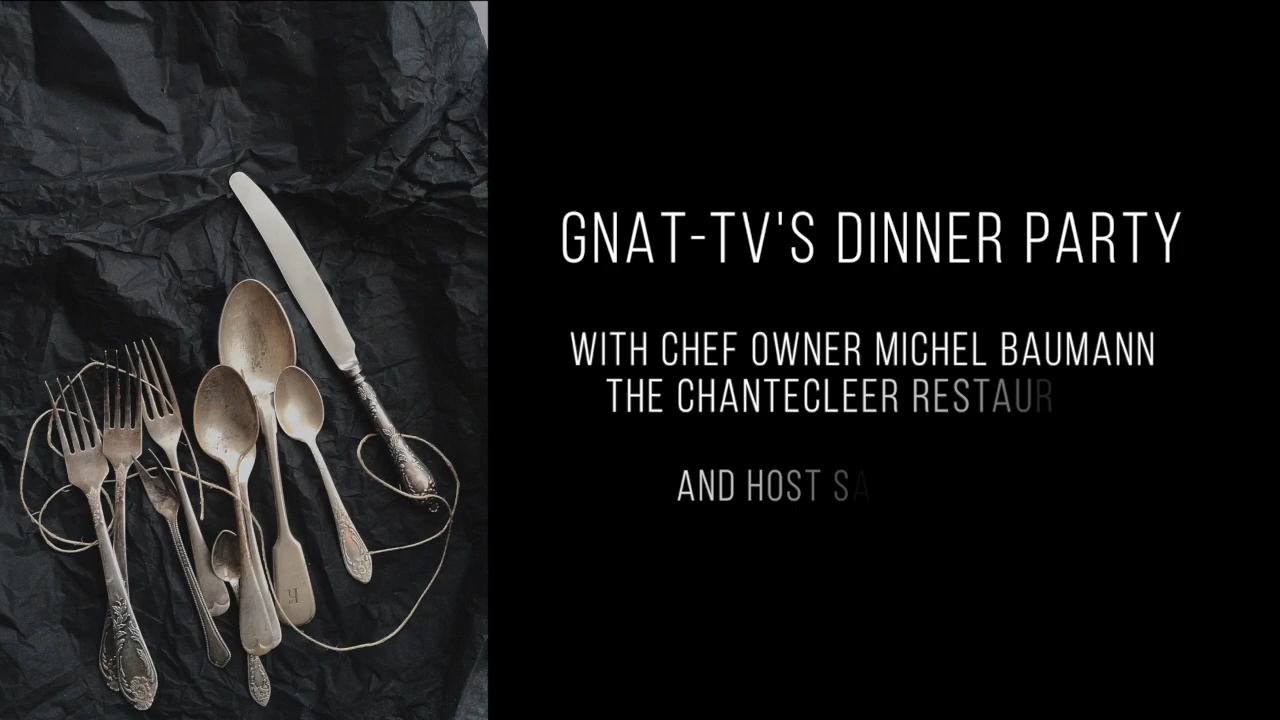 GNAT-TV'S DINNER PARTY
WITH CHEF OWNER MICHEL BAUMANN
THE CHANTECLEER RESTAUR
AND HOST SA